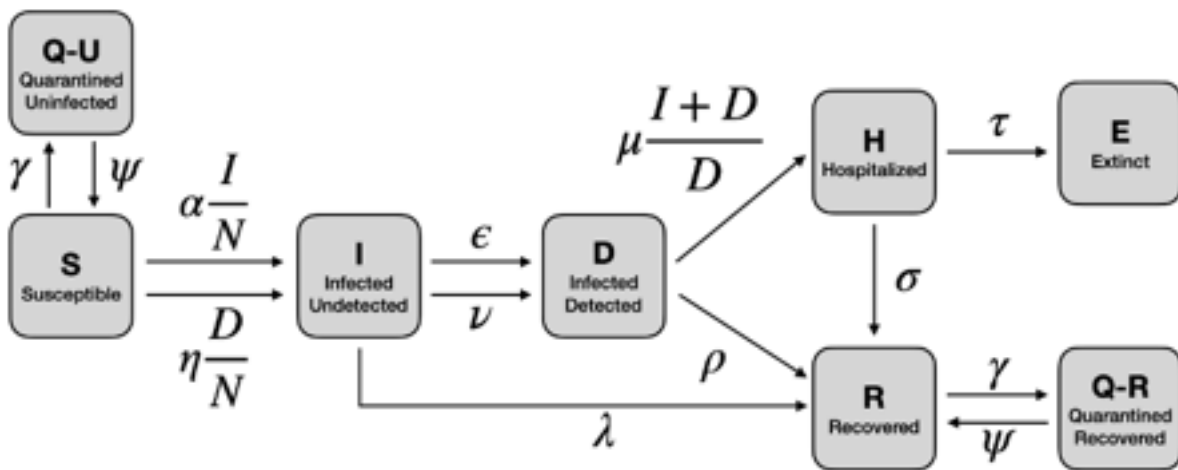 Q-U
Quarantined
Uninfected
γ
ψ
S
Susceptible
α I/N
η D/N
I
Infected
Undetected
ϵ
ν
λ
D
Infected
Detected
μ (I + D)/D
ρ
H
Hospitalized
τ
E
Extinct
σ
R
Recovered
γ
ψ
Q-R
Quarantined
Recovered